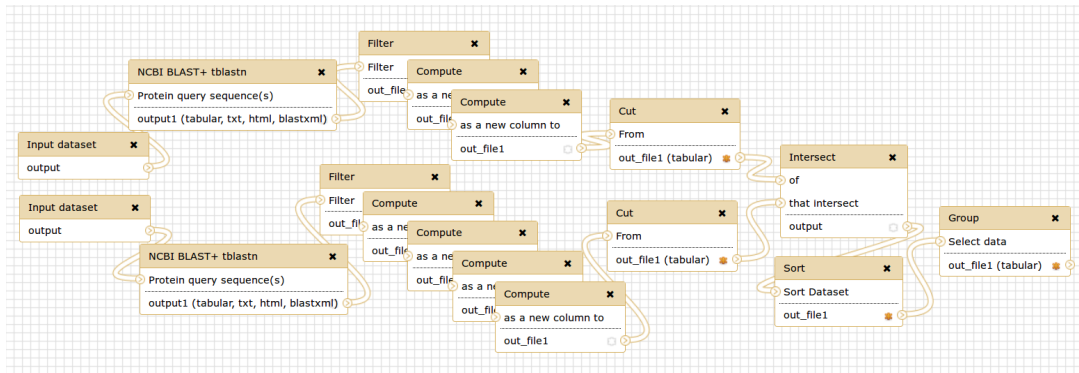 Filter
Filter
out_file
NCBI BLAST+ tblastn
Protein query sequence(s)
output1 (tabular, txt, html, blastxml)
Compute
as a ne
out_file
Compute
as a new column to
out_file1
Cut
From
out_file1 (tabular)
Input dataset
output
Intersect
of
that intersect
output
Filter
Filter
out_fi
Compute
as a ne
out_file
Input dataset
output
Compute
as a ne
out_file
Cut
From
out_file1 (tabular)
Group
Select data
out_file1 (tabular)
NCBI BLAST+ tblastn
Protein query sequence(s)
output1 (tabular, txt, html, blastxml)
Compute
as a ne
out_file
Sort
Sort Dataset
out_file1
Compute
as a new column to
out_file1